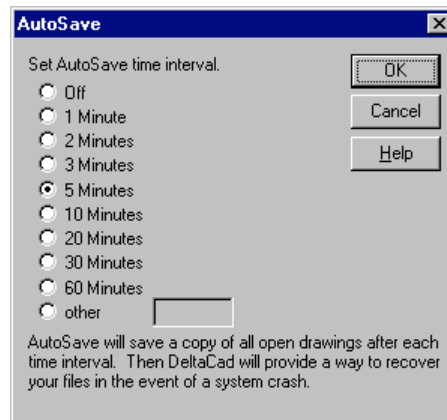 AutoSave
Set AutoSave time interval.
Off
1 Minute
2 Minutes
3 Minutes
5 Minutes
10 Minutes
20 Minutes
30 Minutes
60 Minutes
other
OK
Cancel
Help
AutoSave will save a copy of all open drawings after each
time interval. Then DeltaCad will provide a way to recover
your files in the event of a system crash.